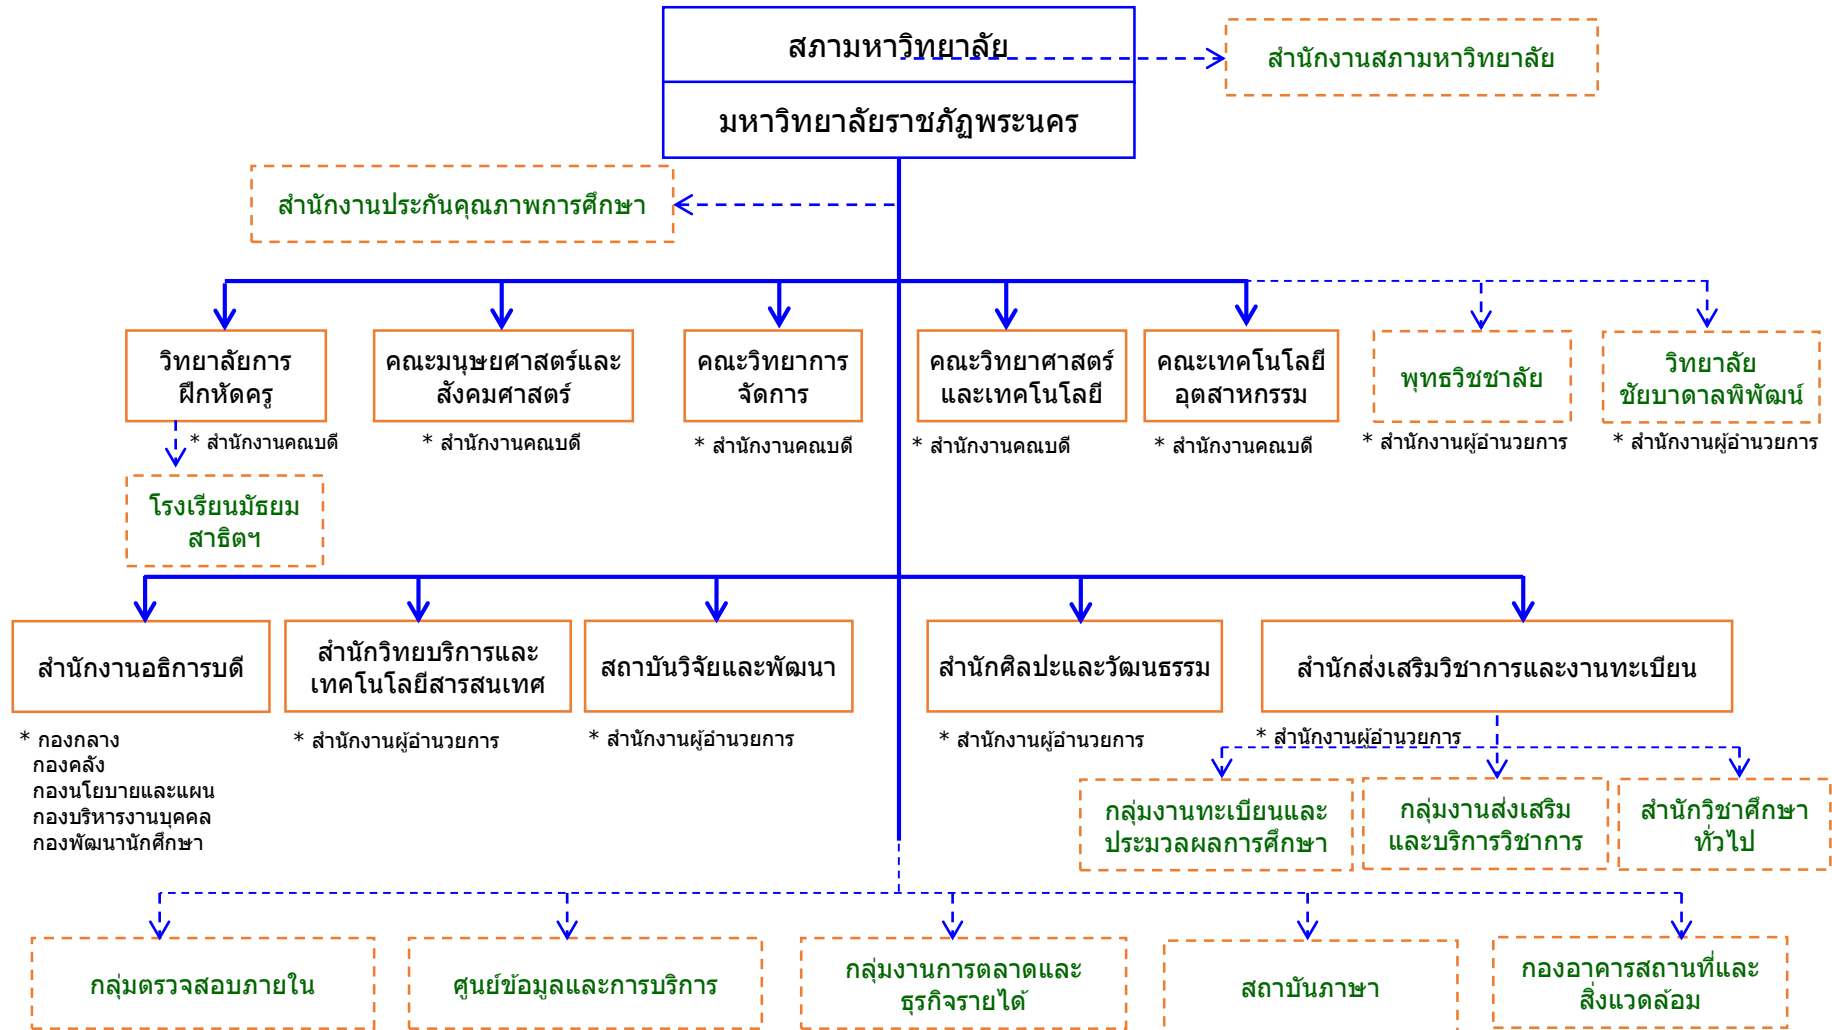 สภามหาวิทยาลัย
สำนักงานสภามหาวิทยาลัย
มหาวิทยาลัยราชภัฏพระนคร
สำนักงานประกันคุณภาพการศึกษา
วิทยาลัยการ
ฝึกหัดครู
คณะมนุษยศาสตร์และ
สังคมศาสตร์
คณะวิทยาการ
จัดการ
คณะวิทยาศาสตร์
และเทคโนโลยี
คณะเทคโนโลยี
อุตสาหกรรม
พุทธวิชชาลัย
วิทยาลัย
ชัยบาดาลพิพัฒน์
* สำนักงานคณบดี
* สำนักงานคณบดี
* สำนักงานคณบดี
* สำนักงานคณบดี
* สำนักงานคณบดี
* สำนักงานผู้อำนวยการ
* สำนักงานผู้อำนวยการ
โรงเรียนมัธยม
สาธิตฯ
สำนักงานอธิการบดี
สำนักวิทยบริการและ
เทคโนโลยีสารสนเทศ
สถาบันวิจัยและพัฒนา
สำนักศิลปะและวัฒนธรรม
สำนักส่งเสริมวิชาการและงานทะเบียน
* กองกลาง
กองคลัง
กองนโยบายและแผน
กองบริหารงานบุคคล
กองพัฒนานักศึกษา
* สำนักงานผู้อำนวยการ
* สำนักงานผู้อำนวยการ
* สำนักงานผู้อำนวยการ
* สำนักงานผู้อำนวยการ
กลุ่มงานทะเบียนและ
ประมวลผลการศึกษา
กลุ่มงานส่งเสริม
และบริการวิชาการ
สำนักวิชาศึกษา
ทั่วไป
กลุ่มตรวจสอบภายใน
ศูนย์ข้อมูลและการบริการ
กลุ่มงานการตลาดและ
ธุรกิจรายได้
สถาบันภาษา
กองอาคารสถานที่และ
สิ่งแวดล้อม